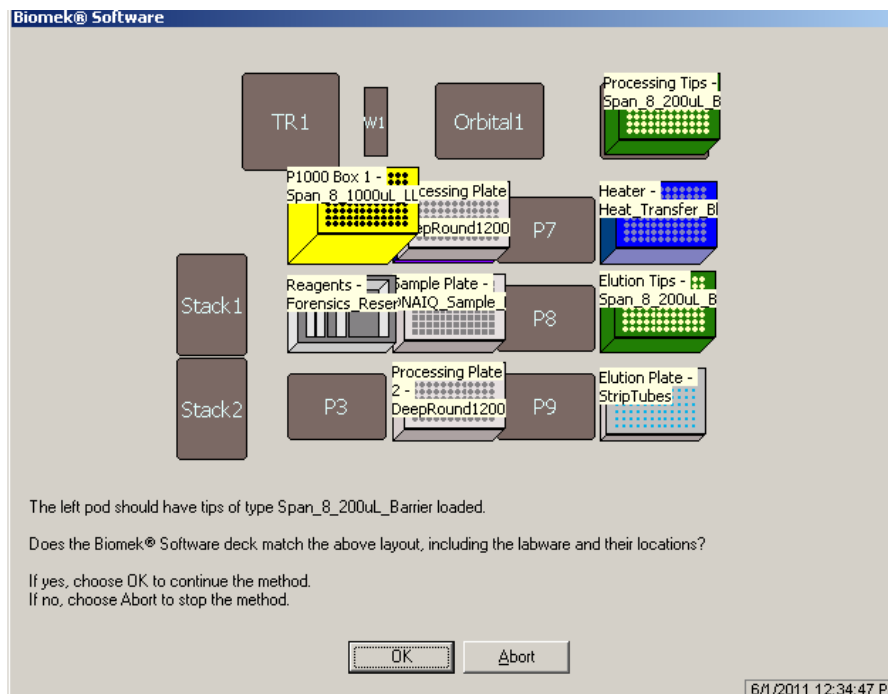 Biomek® Software
Processing Tips -
Span_8_200uL_B
TR1
W1
Orbital1
P1000 Box 1 -
Span_8_1000uL_LL
cessing Plate
epRound1200
P7
Heater -
Heat_Transfer_Bl
Stack1
Reagents -
Forensics_Reser
Sample Plate -
DNAIQ_Sample_
P8
Elution Tips -
Span_8_200uL_B
Stack2
P3
Processing Plate
2 -
DeepRound1200
P9
Elution Plate -
StripTubes
The left pod should have tips of type Span_8_200uL_Barrier loaded.
Does the Biomek® Software deck match the above layout, including the labware and their locations?
If yes, choose OK to continue the method.
If no, choose Abort to stop the method.
OK
Abort
6/1/2011 12:34:47 P